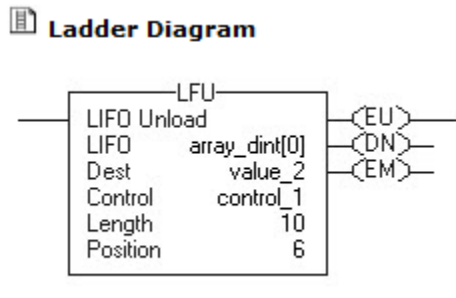 Ladder Diagram
LFU
LIFO Unload
LIFO array_dint[0]
Dest value_2
Control control_1
Length 10
Position 6
EU
DN
EM